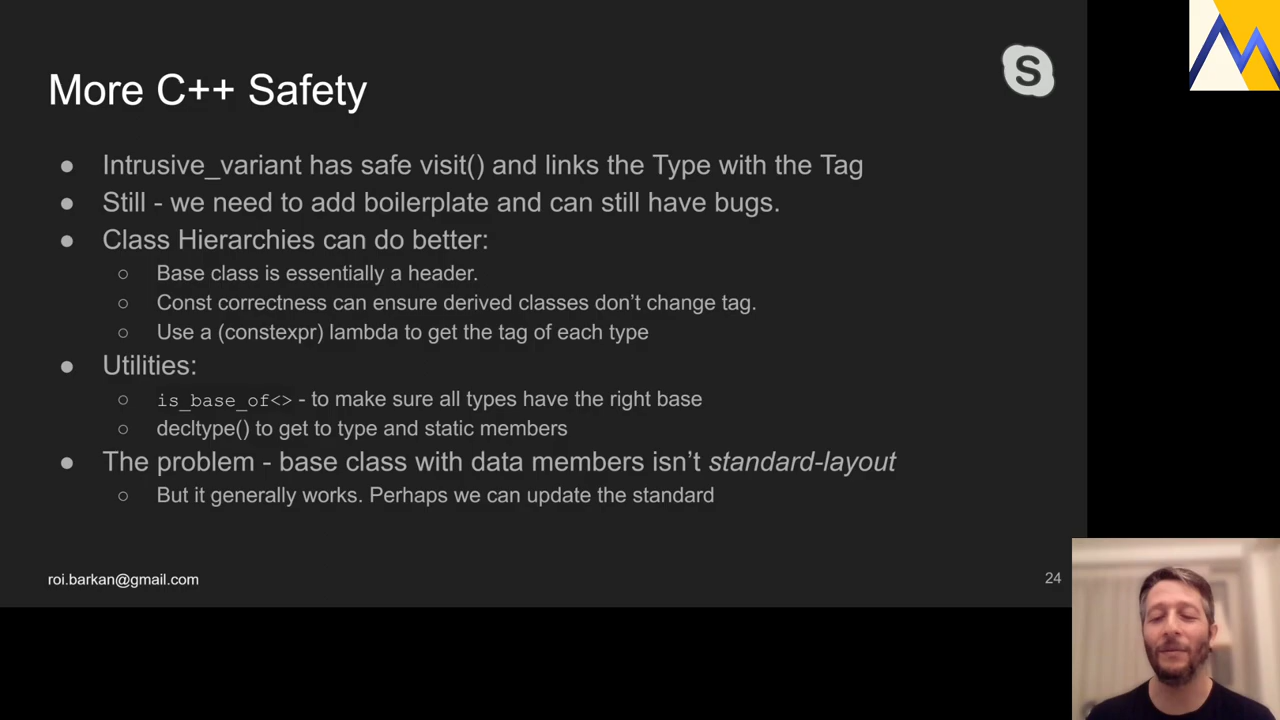 More C++ Safety
S
● Intrusive_variant has safe visit() and links the Type with the Tag
● Still - we need to add boilerplate and can still have bugs.
● Class Hierarchies can do better:
○ Base class is essentially a header.
○ Const correctness can ensure derived classes don’t change tag.
○ Use a (constexpr) lambda to get the tag of each type
● Utilities:
○ is_base_of<> - to make sure all types have the right base
○ decltype() to get to type and static members
● The problem - base class with data members isn’t standard-layout
○ But it generally works. Perhaps we can update the standard
roi.barkan@gmail.com
24